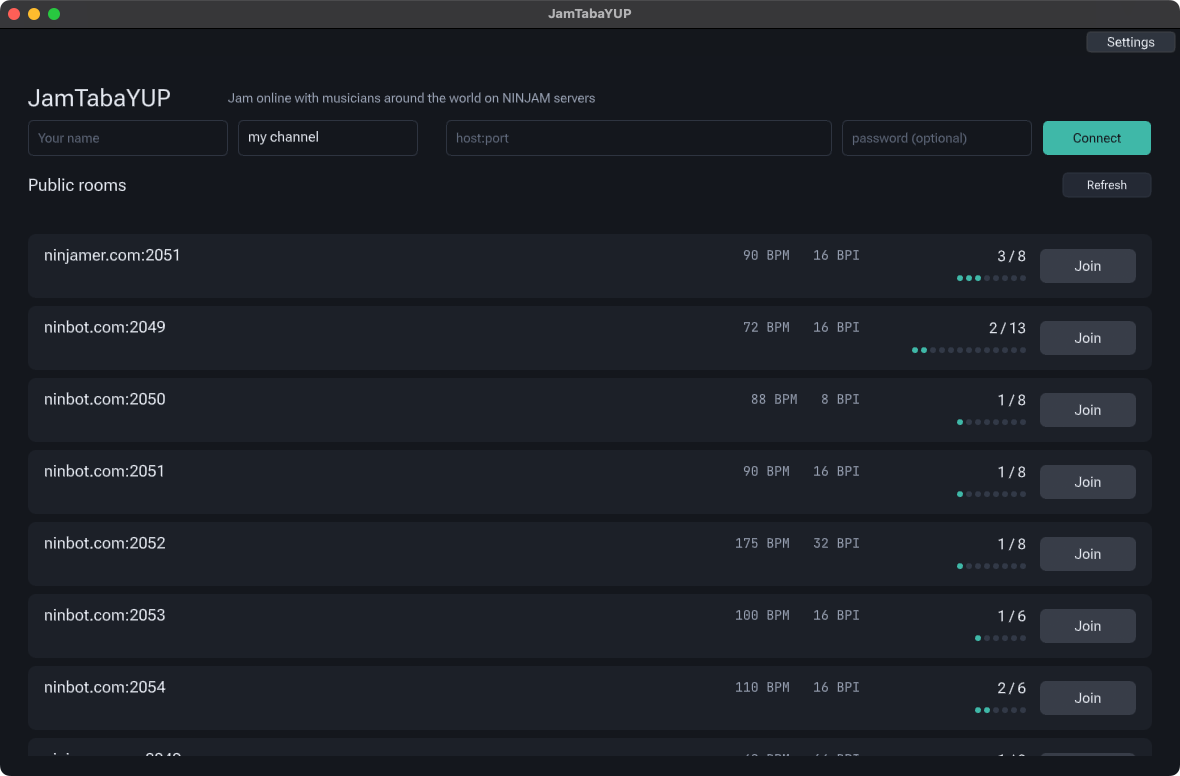 JamTabaYUP
Settings
JamTabaYUP Jam online with musicians around the world on NINJAM servers
Your name my channel host:port password (optional) Connect
Public rooms Refresh
ninjamer.com:2051 90 BPM 16 BPI 3 / 8 Join
ninbot.com:2049 72 BPM 16 BPI 2 / 13 Join
ninbot.com:2050 88 BPM 8 BPI 1 / 8 Join
ninbot.com:2051 90 BPM 16 BPI 1 / 8 Join
ninbot.com:2052 175 BPM 32 BPI 1 / 8 Join
ninbot.com:2053 100 BPM 16 BPI 1 / 6 Join
ninbot.com:2054 110 BPM 16 BPI 2 / 6 Join